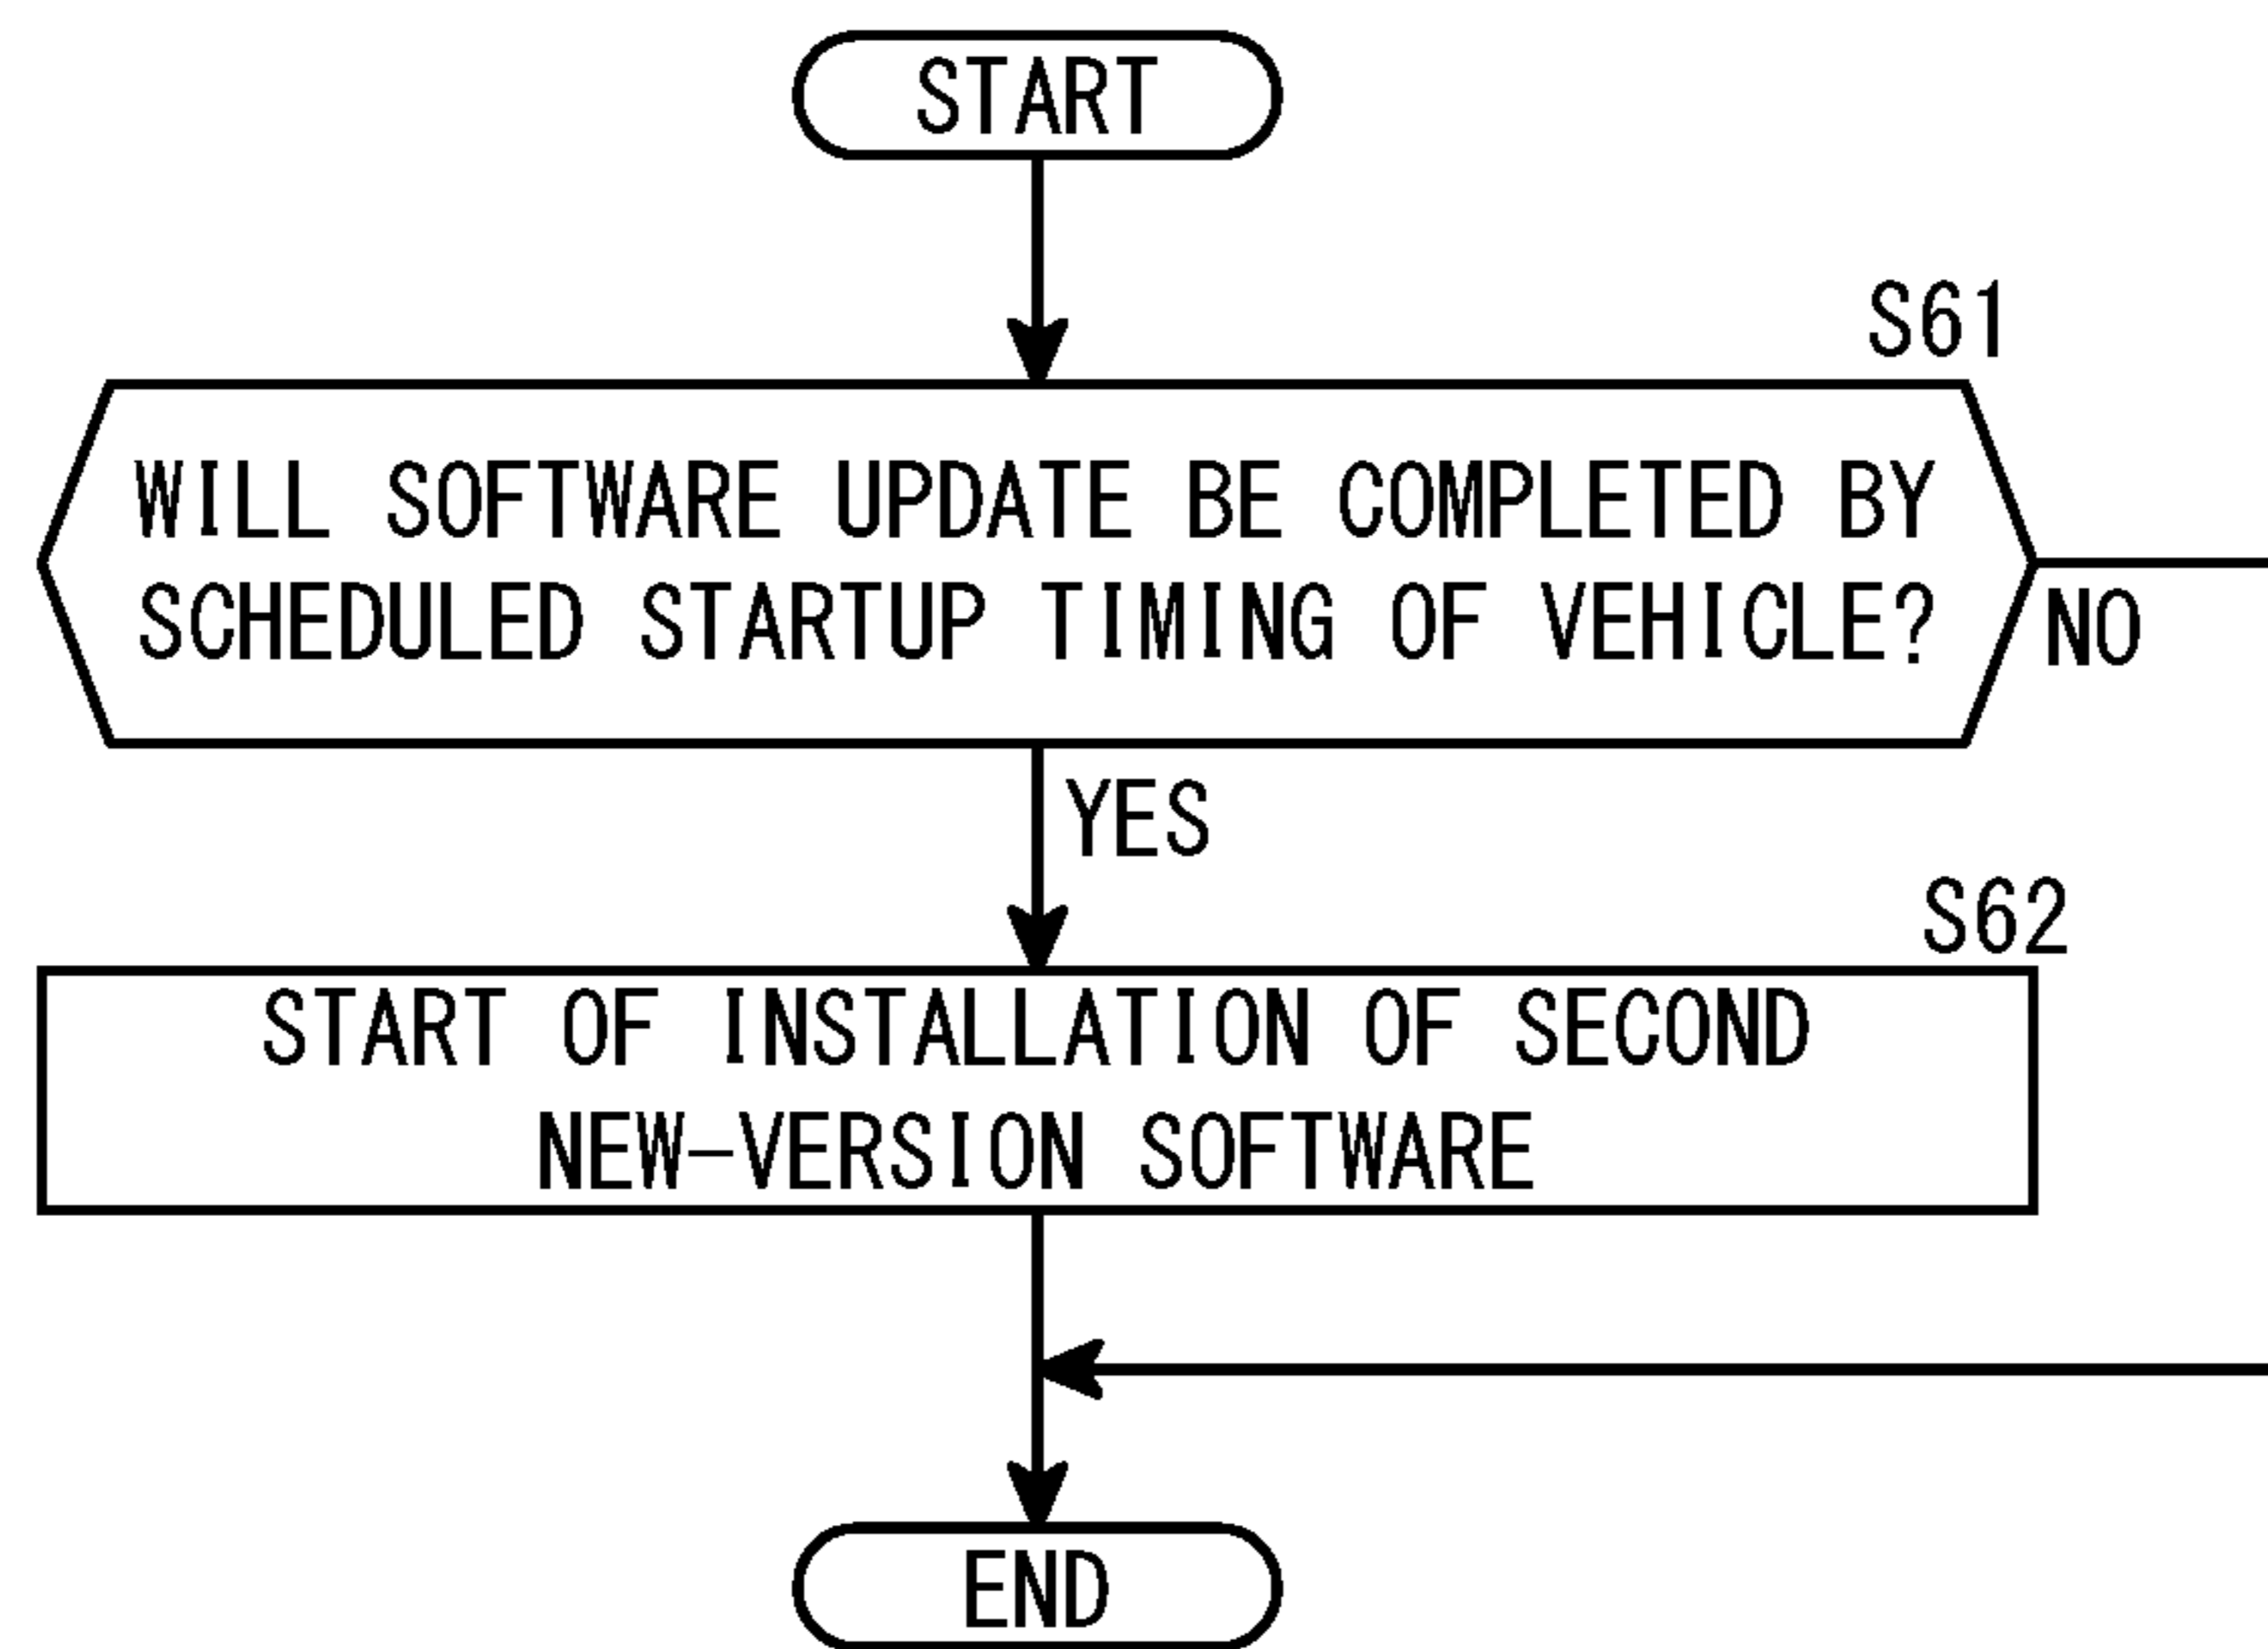 START
S61
WILL SOFTWARE UPDATE BE COMPLETED BY
SCHEDULED STARTUP TIMING OF VEHICLE?
NO
YES
S62
START OF INSTALLATION OF SECOND
NEW-VERSION SOFTWARE
END